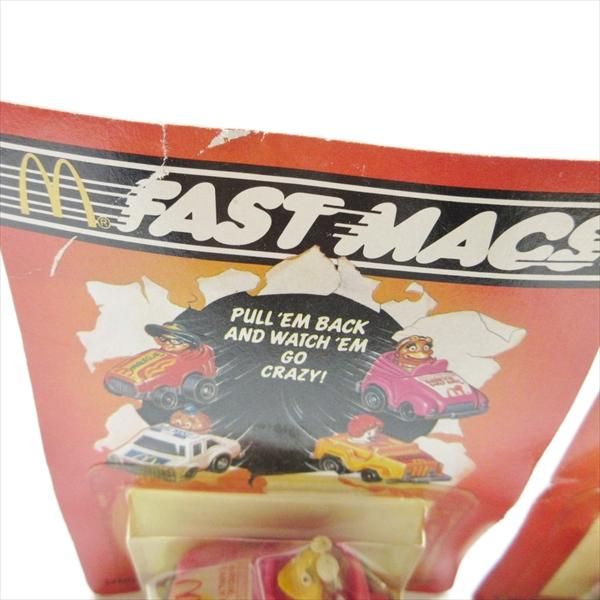 FAST MACS
PULL 'EM BACK
AND WATCH 'EM
GO
CRAZY!